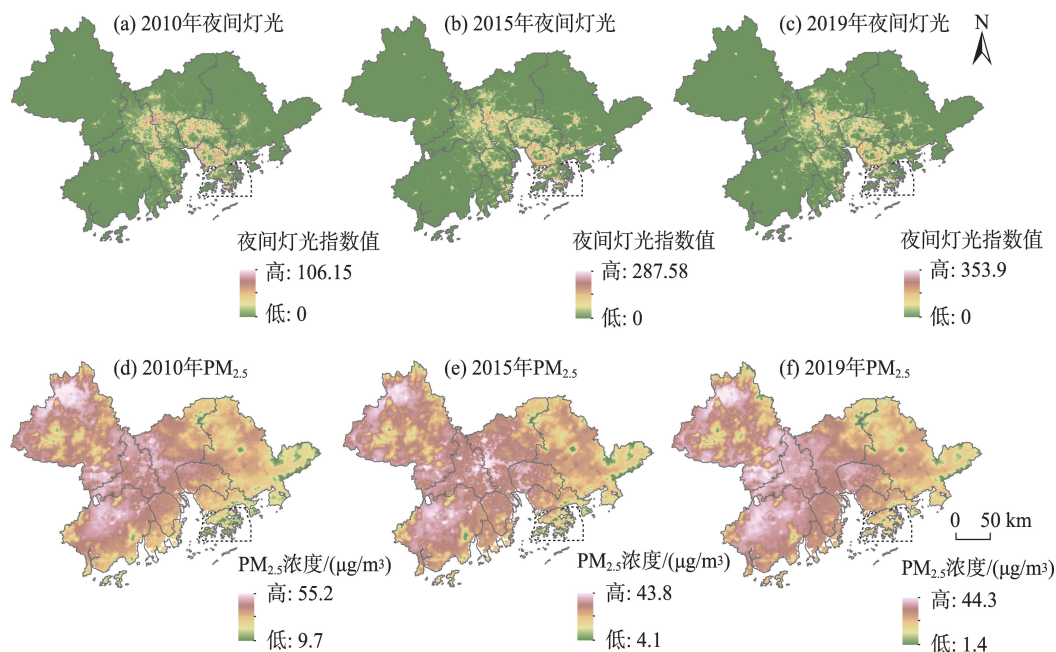 (a) 2010年夜间灯光
(b) 2015年夜间灯光
(c) 2019年夜间灯光
N
夜间灯光指数值
高: 106.15
低: 0
夜间灯光指数值
高: 287.58
低: 0
夜间灯光指数值
高: 353.9
低: 0
(d) 2010年PM2.5
(e) 2015年PM2.5
(f) 2019年PM2.5
0 50 km
PM2.5浓度/(μg/m³)
高: 55.2
低: 9.7
PM2.5浓度/(μg/m³)
高: 43.8
低: 4.1
PM2.5浓度/(μg/m³)
高: 44.3
低: 1.4